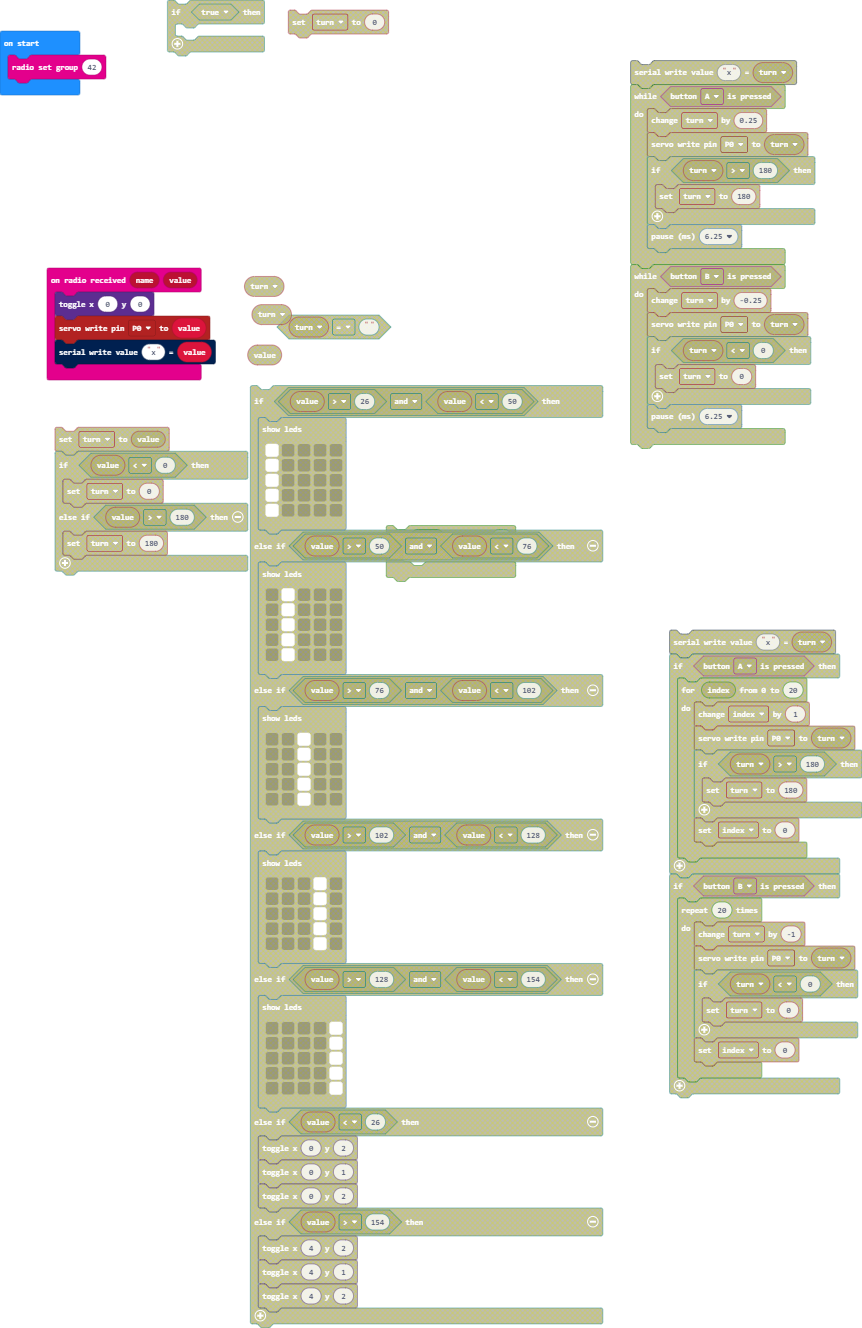 if true then
set turn to 0
on start
radio set group 42
serial write value "x" = turn
while button A is pressed
do
change turn by 0.25
servo write pin P0 to turn
if turn > 180 then
set turn to 180
pause (ms) 6.25
while button B is pressed
do
change turn by -0.25
servo write pin P0 to turn
if turn < 0 then
set turn to 0
pause (ms) 6.25
on radio received name value
toggle x 0 y 0
servo write pin P0 to value
serial write value "x" = value
turn
turn
turn = ""
value
set turn to value
if value < 0 then
set turn to 0
else if value > 180 then
set turn to 180
if value > 26 and value < 50 then
show leds
else if value > 50 and value < 76 then
show leds
else if value > 76 and value < 102 then
show leds
else if value > 102 and value < 128 then
show leds
else if value > 128 and value < 154 then
show leds
else if value < 26 then
toggle x 0 y 2
toggle x 0 y 1
toggle x 0 y 2
else if value > 154 then
toggle x 4 y 2
toggle x 4 y 1
toggle x 4 y 2
serial write value "x" = turn
if button A is pressed then
for index from 0 to 20
do
change index by 1
servo write pin P0 to turn
if turn > 180 then
set turn to 180
set index to 0
if button B is pressed then
repeat 20 times
do
change turn by -1
servo write pin P0 to turn
if turn < 0 then
set turn to 0
set index to 0